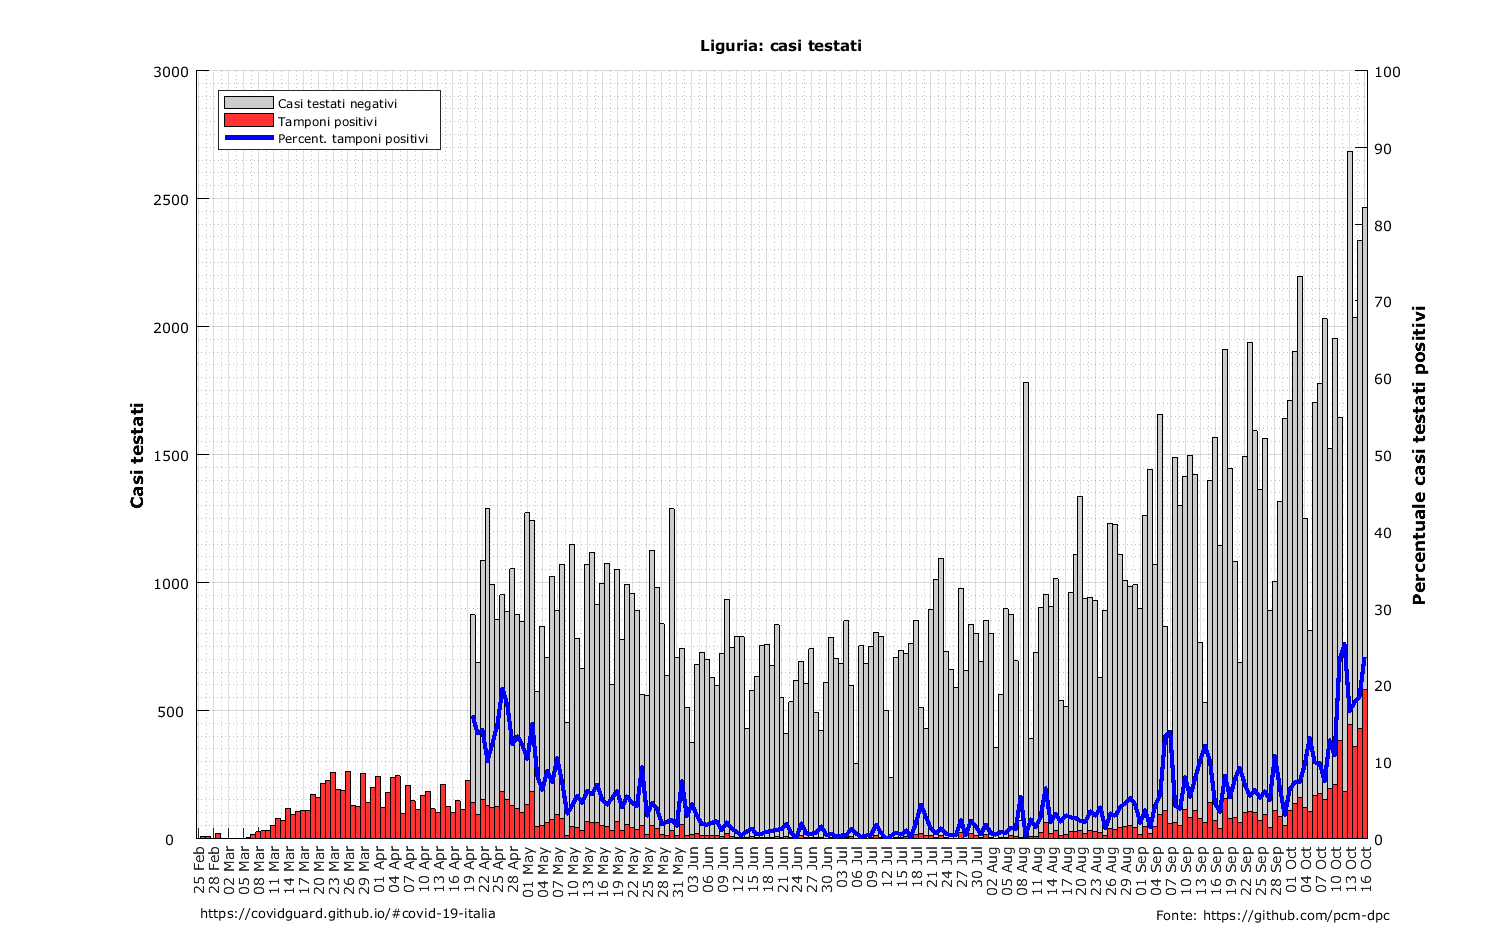 Liguria: casi testati
3000
2500
2000
1500
1000
500
0
Casi testati
Casi testati negativi
Tamponi positivi
Percent. tamponi positivi
100
90
80
70
60
50
40
30
20
10
0
Percentuale casi testati positivi
25 Feb
28 Feb
02 Mar
05 Mar
08 Mar
11 Mar
14 Mar
17 Mar
20 Mar
23 Mar
26 Mar
29 Mar
01 Apr
04 Apr
07 Apr
10 Apr
13 Apr
16 Apr
19 Apr
22 Apr
25 Apr
28 Apr
01 May
04 May
07 May
10 May
13 May
16 May
19 May
22 May
25 May
28 May
31 May
03 Jun
06 Jun
09 Jun
12 Jun
15 Jun
18 Jun
21 Jun
24 Jun
27 Jun
30 Jun
03 Jul
06 Jul
09 Jul
12 Jul
15 Jul
18 Jul
21 Jul
24 Jul
27 Jul
30 Jul
02 Aug
05 Aug
08 Aug
11 Aug
14 Aug
17 Aug
20 Aug
23 Aug
26 Aug
29 Aug
01 Sep
04 Sep
07 Sep
10 Sep
13 Sep
16 Sep
19 Sep
22 Sep
25 Sep
28 Sep
01 Oct
04 Oct
07 Oct
10 Oct
13 Oct
16 Oct
https://covidguard.github.io/#covid-19-italia
Fonte: https://github.com/pcm-dpc